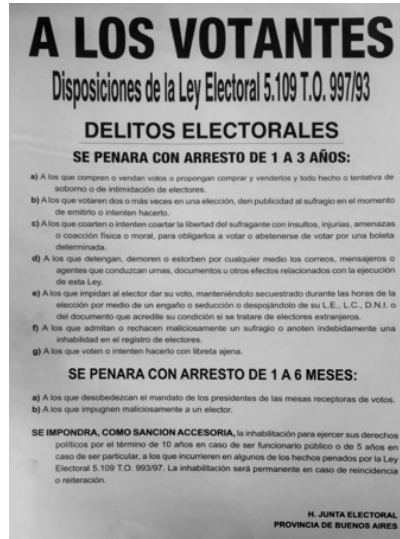 A LOS VOTANTES
Disposiciones de la Ley Electoral 5.109 T.O. 997/93
DELITOS ELECTORALES
SE PENARA CON ARRESTO DE 1 A 3 AÑOS:
a) A los que compren o vendan votos o propongan comprar y venderlos y todo hecho o tentativa de
soborno o de intimidación de electores.
b) A los que votaren dos o más veces en una elección, den publicidad al sufragio en el momento
de emitirlo o intenten hacerlo.
c) A los que coarten o intenten coartar la libertad del sufragante con insultos, injurias, amenazas
o coacción física o moral, para obligarlos a votar o abstenerse de votar por una boleta
determinada.
d) A los que detengan, demoren o estorben por cualquier medio los correos, mensajeros o
agentes que conduzcan urnas, documentos u otros efectos relacionados con la ejecución
de esta Ley.
e) A los que impidan al elector dar su voto, manteniéndolo secuestrado durante las horas de la
elección por medio de un engaño o seducción o despojándolo de su L.E., L.C., D.N.I. o
del documento que acredite su condición si se tratare de electores extranjeros.
f) A los que admitan o rechacen maliciosamente un sufragio o anoten indebidamente una
inhabilidad en el registro de electores.
g) A los que voten o intenten hacerlo con libreta ajena.
SE PENARA CON ARRESTO DE 1 A 6 MESES:
a) A los que desobedezcan el mandato de los presidentes de las mesas receptoras de votos.
b) A los que impugnen maliciosamente a un elector.
SE IMPONDRA, COMO SANCION ACCESORIA, la inhabilitación para ejercer sus derechos
políticos por el término de 10 años en caso de ser funcionario público o de 5 años en
caso de ser particular, a los que incurrieren en algunos de los hechos penados por la Ley
Electoral 5.109 T.O. 993/97. La inhabilitación será permanente en caso de reincidencia
o reiteración.
H. JUNTA ELECTORAL
PROVINCIA DE BUENOS AIRES